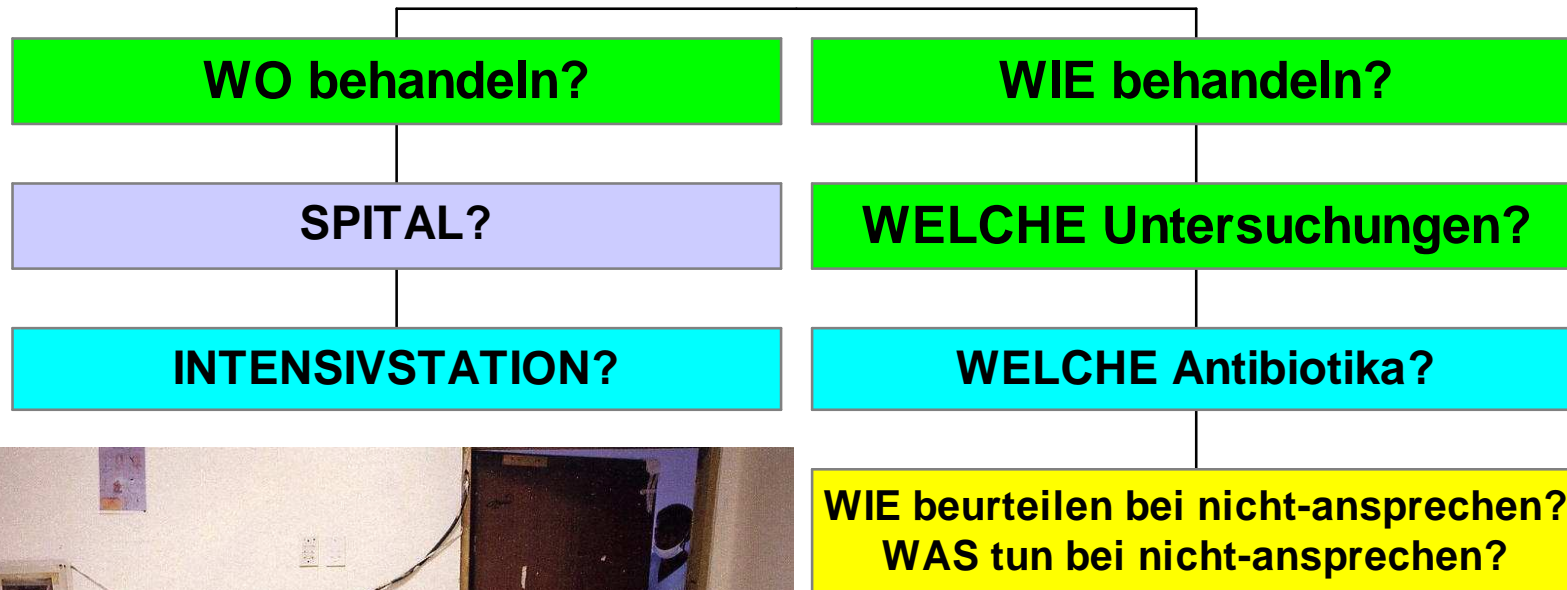 WO behandeln?
SPITAL?
INTENSIVSTATION?
WIE behandeln?
WELCHE Untersuchungen?
WELCHE Antibiotika?
WIE beurteilen bei nicht-ansprechen?
WAS tun bei nicht-ansprechen?